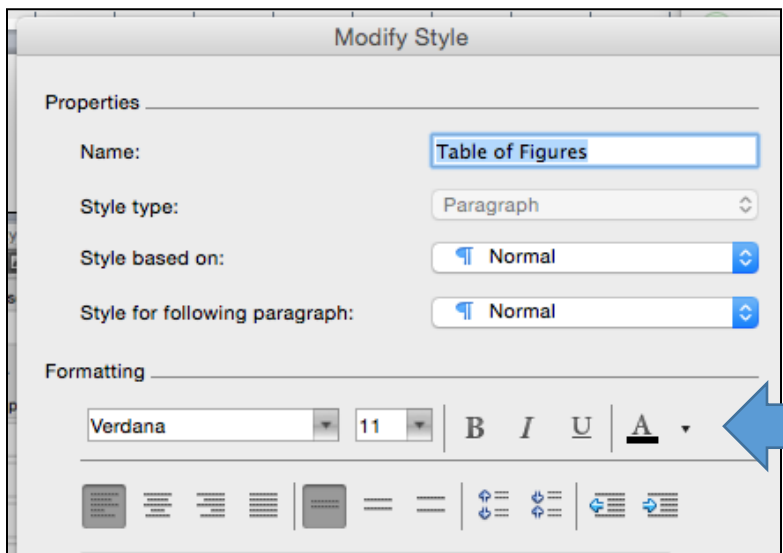 Modify Style
Properties
Name: Table of Figures
Style type: Paragraph
Style based on: ¶ Normal
Style for following paragraph: ¶ Normal
Formatting
Verdana 11 B I U A